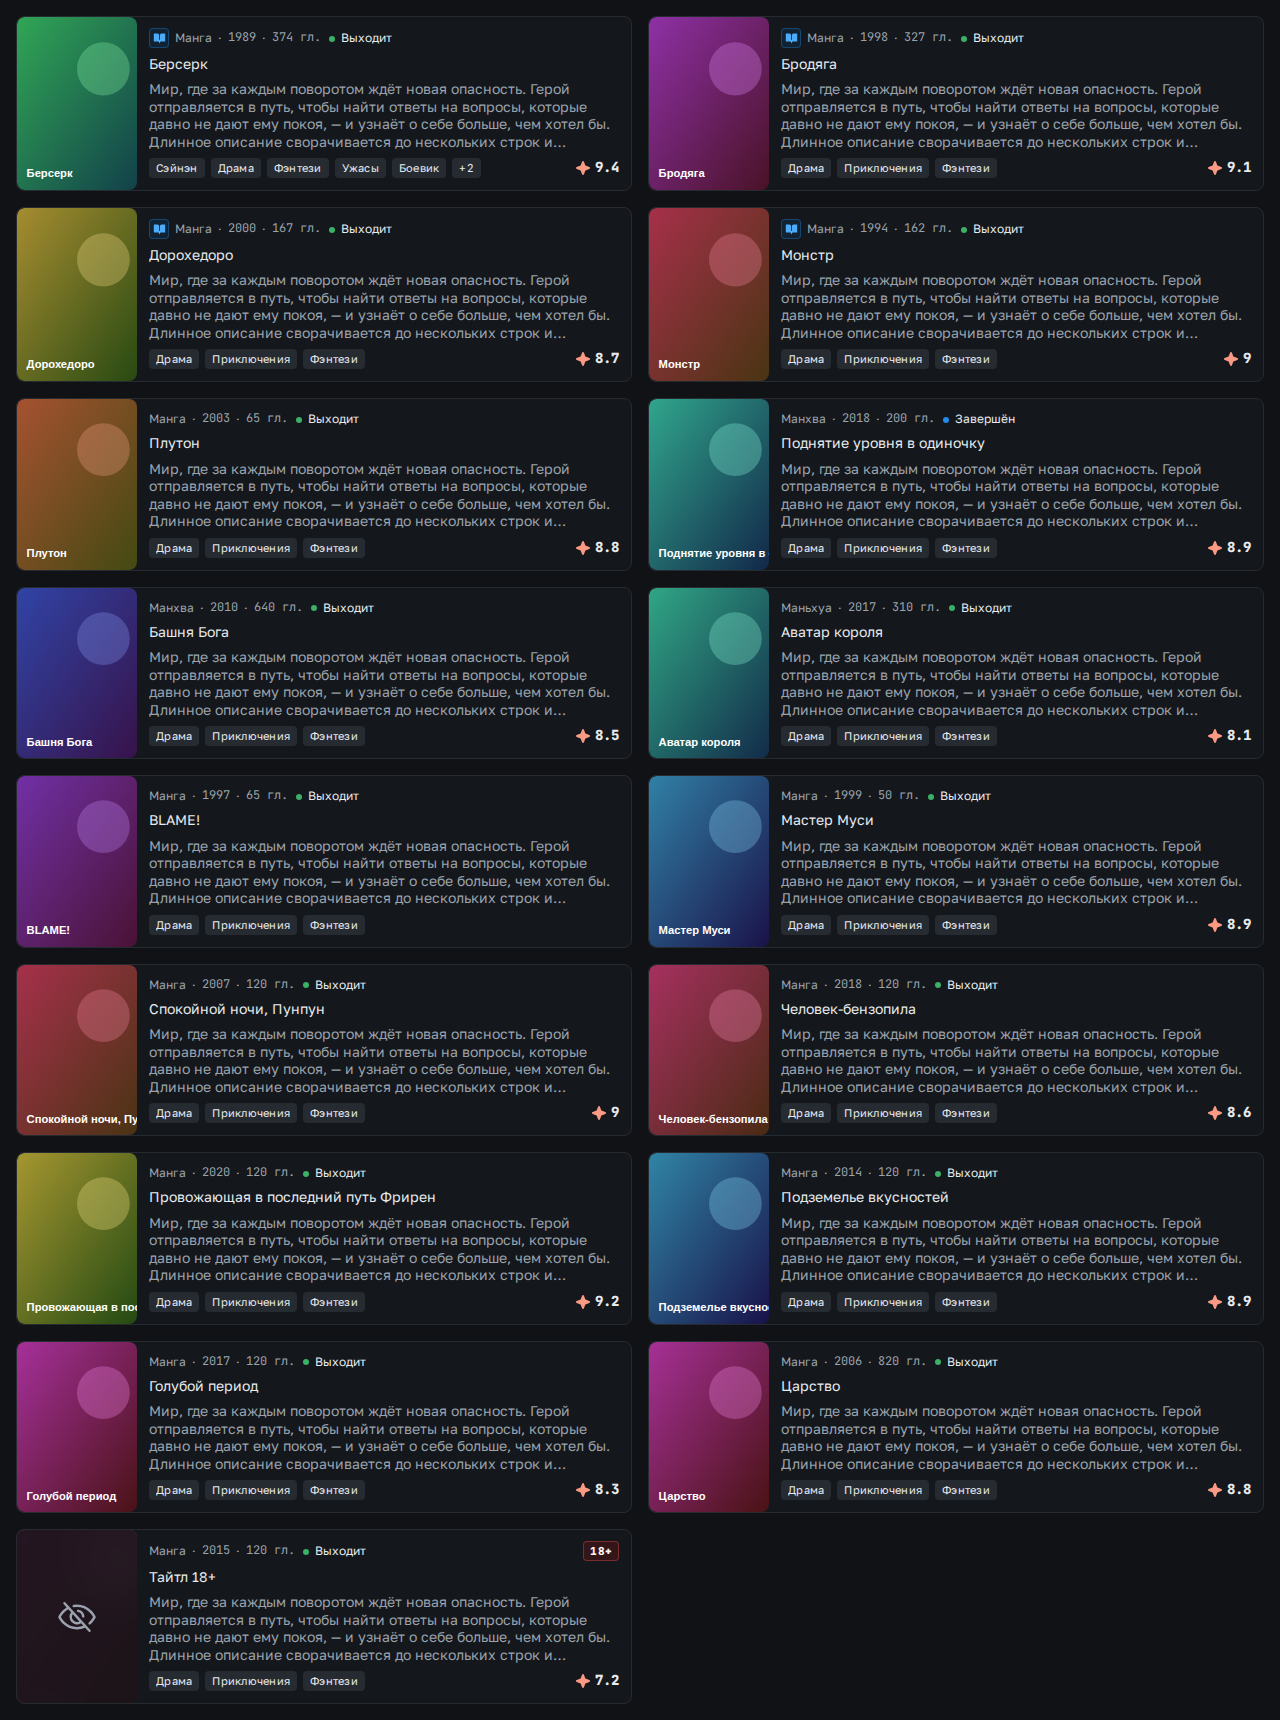 Берсерк
Манга · 1989 · 374 гл. Выходит
Берсерк
Мир, где за каждым поворотом ждёт новая опасность. Герой
отправляется в путь, чтобы найти ответы на вопросы, которые
давно не дают ему покоя, — и узнаёт о себе больше, чем хотел бы.
Длинное описание сворачивается до нескольких строк и…
Сэйнэн Драма Фэнтези Ужасы Боевик +2 9.4
Бродяга
Манга · 1998 · 327 гл. Выходит
Бродяга
Мир, где за каждым поворотом ждёт новая опасность. Герой
отправляется в путь, чтобы найти ответы на вопросы, которые
давно не дают ему покоя, — и узнаёт о себе больше, чем хотел бы.
Длинное описание сворачивается до нескольких строк и…
Драма Приключения Фэнтези 9.1
Дорохедоро
Манга · 2000 · 167 гл. Выходит
Дорохедоро
Мир, где за каждым поворотом ждёт новая опасность. Герой
отправляется в путь, чтобы найти ответы на вопросы, которые
давно не дают ему покоя, — и узнаёт о себе больше, чем хотел бы.
Длинное описание сворачивается до нескольких строк и…
Драма Приключения Фэнтези 8.7
Монстр
Манга · 1994 · 162 гл. Выходит
Монстр
Мир, где за каждым поворотом ждёт новая опасность. Герой
отправляется в путь, чтобы найти ответы на вопросы, которые
давно не дают ему покоя, — и узнаёт о себе больше, чем хотел бы.
Длинное описание сворачивается до нескольких строк и…
Драма Приключения Фэнтези 9
Плутон
Манга · 2003 · 65 гл. Выходит
Плутон
Мир, где за каждым поворотом ждёт новая опасность. Герой
отправляется в путь, чтобы найти ответы на вопросы, которые
давно не дают ему покоя, — и узнаёт о себе больше, чем хотел бы.
Длинное описание сворачивается до нескольких строк и…
Драма Приключения Фэнтези 8.8
Поднятие уровня в
Манхва · 2018 · 200 гл. Завершён
Поднятие уровня в одиночку
Мир, где за каждым поворотом ждёт новая опасность. Герой
отправляется в путь, чтобы найти ответы на вопросы, которые
давно не дают ему покоя, — и узнаёт о себе больше, чем хотел бы.
Длинное описание сворачивается до нескольких строк и…
Драма Приключения Фэнтези 8.9
Башня Бога
Манхва · 2010 · 640 гл. Выходит
Башня Бога
Мир, где за каждым поворотом ждёт новая опасность. Герой
отправляется в путь, чтобы найти ответы на вопросы, которые
давно не дают ему покоя, — и узнаёт о себе больше, чем хотел бы.
Длинное описание сворачивается до нескольких строк и…
Драма Приключения Фэнтези 8.5
Аватар короля
Маньхуа · 2017 · 310 гл. Выходит
Аватар короля
Мир, где за каждым поворотом ждёт новая опасность. Герой
отправляется в путь, чтобы найти ответы на вопросы, которые
давно не дают ему покоя, — и узнаёт о себе больше, чем хотел бы.
Длинное описание сворачивается до нескольких строк и…
Драма Приключения Фэнтези 8.1
BLAME!
Манга · 1997 · 65 гл. Выходит
BLAME!
Мир, где за каждым поворотом ждёт новая опасность. Герой
отправляется в путь, чтобы найти ответы на вопросы, которые
давно не дают ему покоя, — и узнаёт о себе больше, чем хотел бы.
Длинное описание сворачивается до нескольких строк и…
Драма Приключения Фэнтези
Мастер Муси
Манга · 1999 · 50 гл. Выходит
Мастер Муси
Мир, где за каждым поворотом ждёт новая опасность. Герой
отправляется в путь, чтобы найти ответы на вопросы, которые
давно не дают ему покоя, — и узнаёт о себе больше, чем хотел бы.
Длинное описание сворачивается до нескольких строк и…
Драма Приключения Фэнтези 8.9
Спокойной ночи, Пу
Манга · 2007 · 120 гл. Выходит
Спокойной ночи, Пунпун
Мир, где за каждым поворотом ждёт новая опасность. Герой
отправляется в путь, чтобы найти ответы на вопросы, которые
давно не дают ему покоя, — и узнаёт о себе больше, чем хотел бы.
Длинное описание сворачивается до нескольких строк и…
Драма Приключения Фэнтези 9
Человек-бензопила
Манга · 2018 · 120 гл. Выходит
Человек-бензопила
Мир, где за каждым поворотом ждёт новая опасность. Герой
отправляется в путь, чтобы найти ответы на вопросы, которые
давно не дают ему покоя, — и узнаёт о себе больше, чем хотел бы.
Длинное описание сворачивается до нескольких строк и…
Драма Приключения Фэнтези 8.6
Провожающая в пос
Манга · 2020 · 120 гл. Выходит
Провожающая в последний путь Фрирен
Мир, где за каждым поворотом ждёт новая опасность. Герой
отправляется в путь, чтобы найти ответы на вопросы, которые
давно не дают ему покоя, — и узнаёт о себе больше, чем хотел бы.
Длинное описание сворачивается до нескольких строк и…
Драма Приключения Фэнтези 9.2
Подземелье вкусно
Манга · 2014 · 120 гл. Выходит
Подземелье вкусностей
Мир, где за каждым поворотом ждёт новая опасность. Герой
отправляется в путь, чтобы найти ответы на вопросы, которые
давно не дают ему покоя, — и узнаёт о себе больше, чем хотел бы.
Длинное описание сворачивается до нескольких строк и…
Драма Приключения Фэнтези 8.9
Голубой период
Манга · 2017 · 120 гл. Выходит
Голубой период
Мир, где за каждым поворотом ждёт новая опасность. Герой
отправляется в путь, чтобы найти ответы на вопросы, которые
давно не дают ему покоя, — и узнаёт о себе больше, чем хотел бы.
Длинное описание сворачивается до нескольких строк и…
Драма Приключения Фэнтези 8.3
Царство
Манга · 2006 · 820 гл. Выходит
Царство
Мир, где за каждым поворотом ждёт новая опасность. Герой
отправляется в путь, чтобы найти ответы на вопросы, которые
давно не дают ему покоя, — и узнаёт о себе больше, чем хотел бы.
Длинное описание сворачивается до нескольких строк и…
Драма Приключения Фэнтези 8.8
Манга · 2015 · 120 гл. Выходит 18+
Тайтл 18+
Мир, где за каждым поворотом ждёт новая опасность. Герой
отправляется в путь, чтобы найти ответы на вопросы, которые
давно не дают ему покоя, — и узнаёт о себе больше, чем хотел бы.
Длинное описание сворачивается до нескольких строк и…
Драма Приключения Фэнтези 7.2